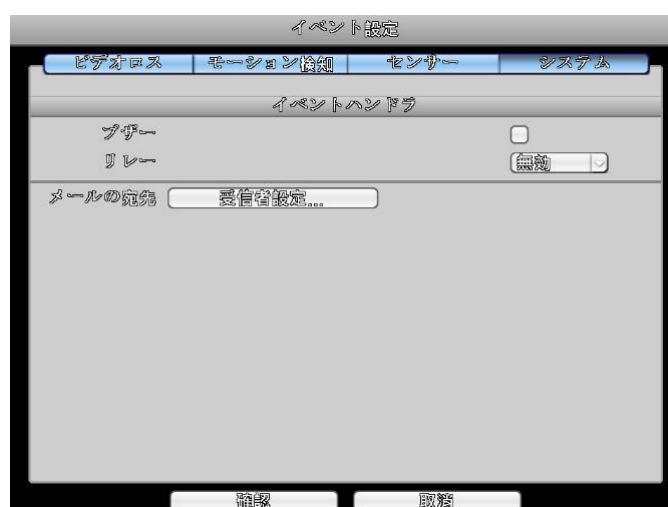 イベント設定
ビデオロス モーション検知 センサー システム
イベントハンドラ
ブザー
リレー 無効
メールの宛先 受信者設定...
確認 取消